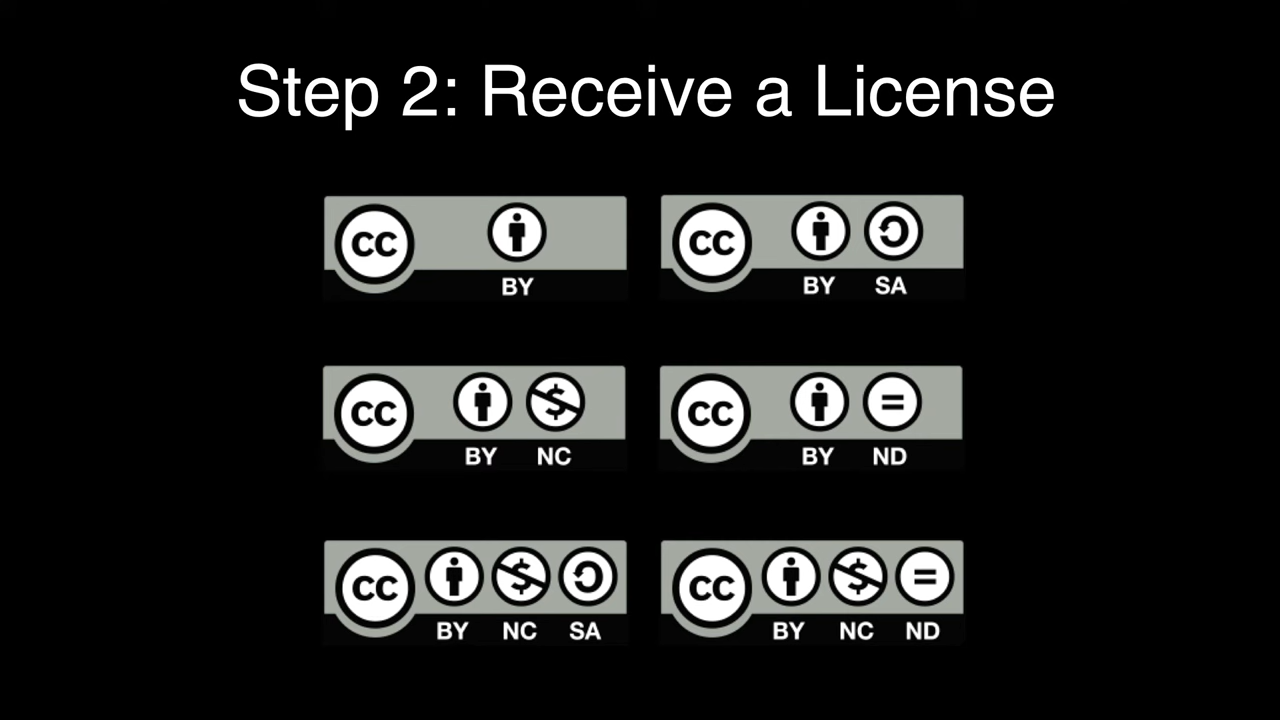 Step 2: Receive a License
CC BY
CC BY SA
CC BY NC
CC BY ND
CC BY NC SA
CC BY NC ND